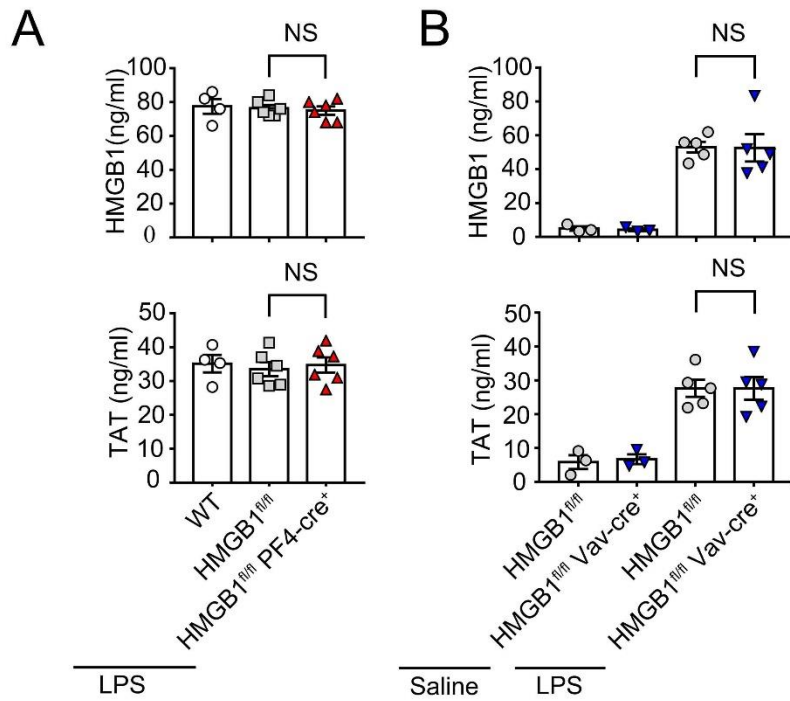 A
NS
HMGB1(ng/ml)
100
80
60
40
20
0
NS
TAT (ng/ml)
50
40
30
20
10
0
WT
HMGB1fl/fl
HMGB1fl/fl PF4-cre+
LPS
B
NS
HMGB1 (ng/ml)
100
80
60
40
20
0
NS
TAT (ng/ml)
50
40
30
20
10
0
HMGB1fl/fl
HMGB1fl/fl Vav-cre+
HMGB1fl/fl
HMGB1fl/fl Vav-cre+
Saline
LPS